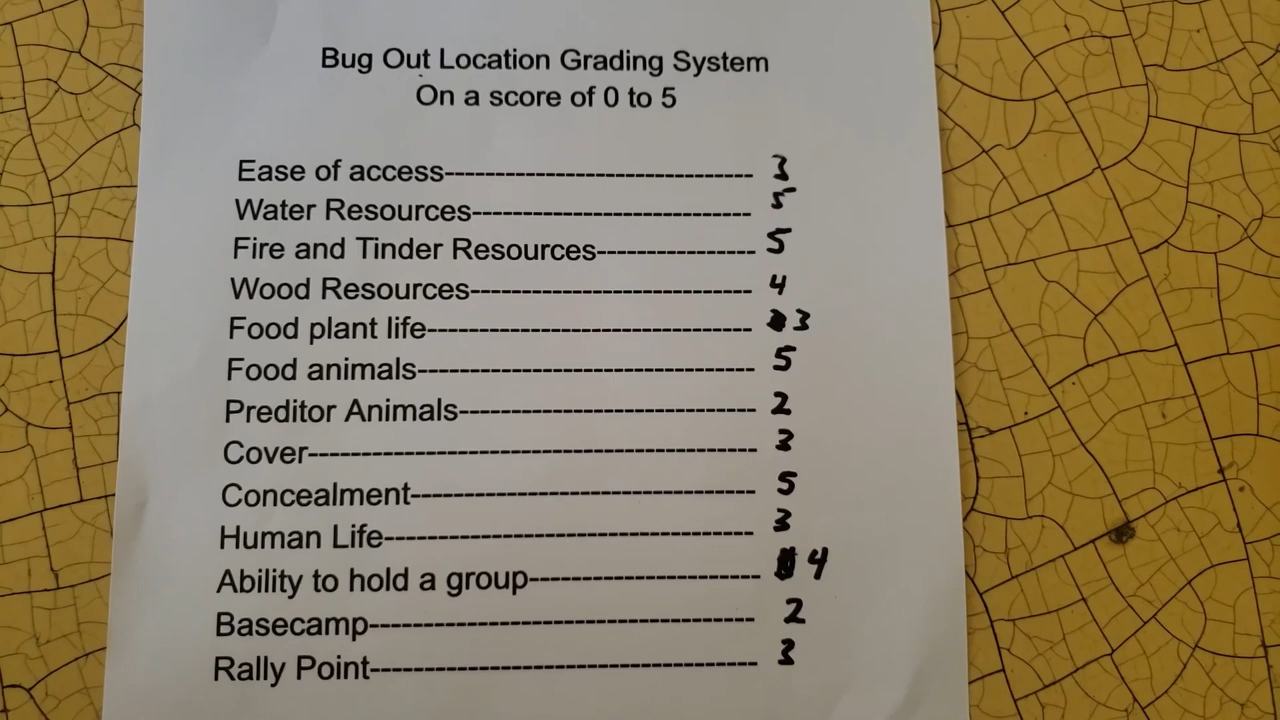 Bug Out Location Grading System
On a score of 0 to 5
Ease of access--------------------------------- 3
Water Resources------------------------------ 5
Fire and Tinder Resources----------------- 5
Wood Resources------------------------------ 4
Food plant life----------------------------------- 3
Food animals------------------------------------ 5
Preditor Animals-------------------------------- 2
Cover------------------------------------------------ 3
Concealment------------------------------------- 5
Human Life---------------------------------------- 3
Ability to hold a group------------------------- 4
Basecamp----------------------------------------- 2
Rally Point----------------------------------------- 3